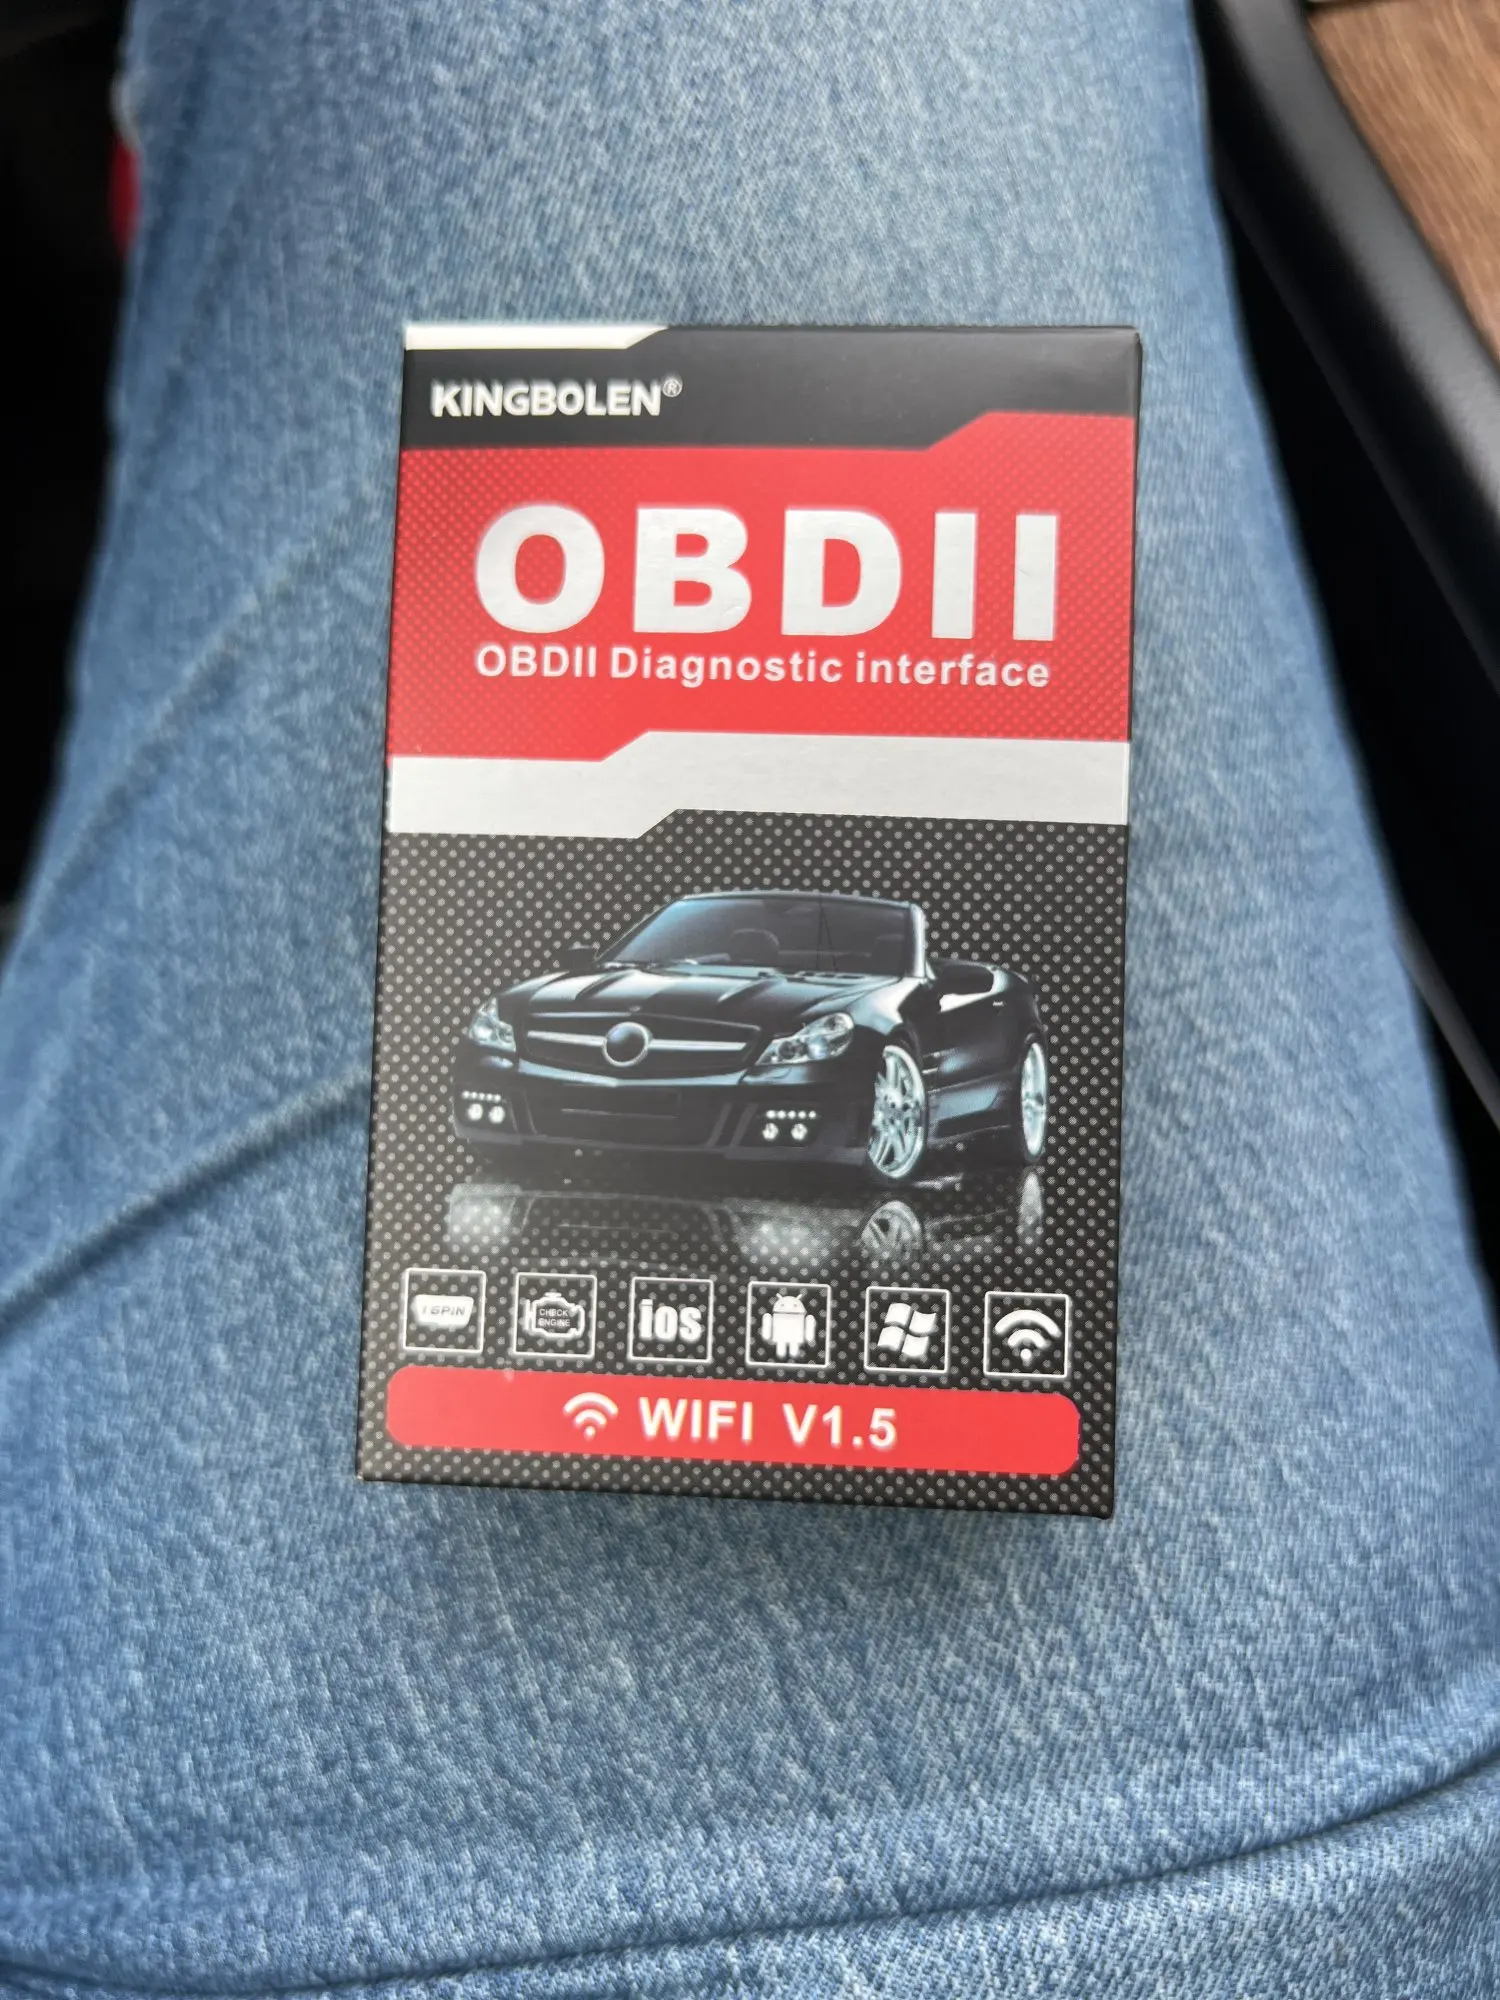 KINGBOLEN®
OBDII
OBDII Diagnostic interface
16PIN
CHECK
ENGINE
ios
WIFI V1.5